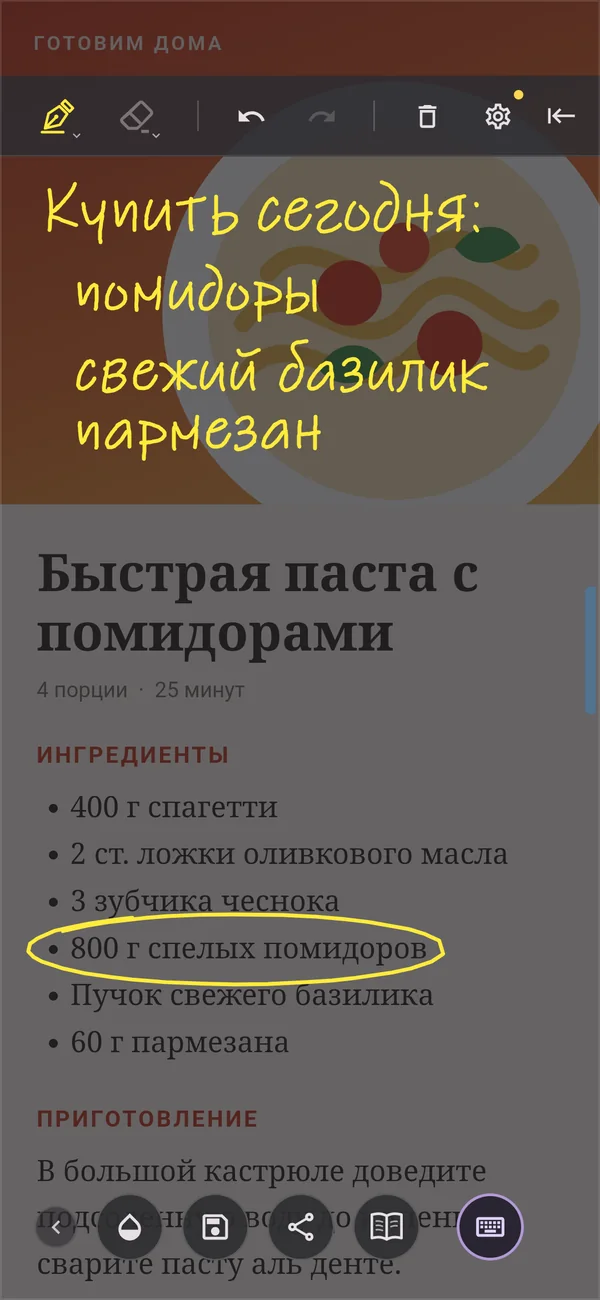 ГОТОВИМ ДОМА
Купить сегодня:
помидоры
свежий базилик
пармезан
Быстрая паста с
помидорами
4 порции · 25 минут
ИНГРЕДИЕНТЫ
• 400 г спагетти
• 2 ст. ложки оливкового масла
• 3 зубчика чеснока
• 800 г спелых помидоров
• Пучок свежего базилика
• 60 г пармезана
ПРИГОТОВЛЕНИЕ
В большой кастрюле доведите
сварите пасту аль денте.